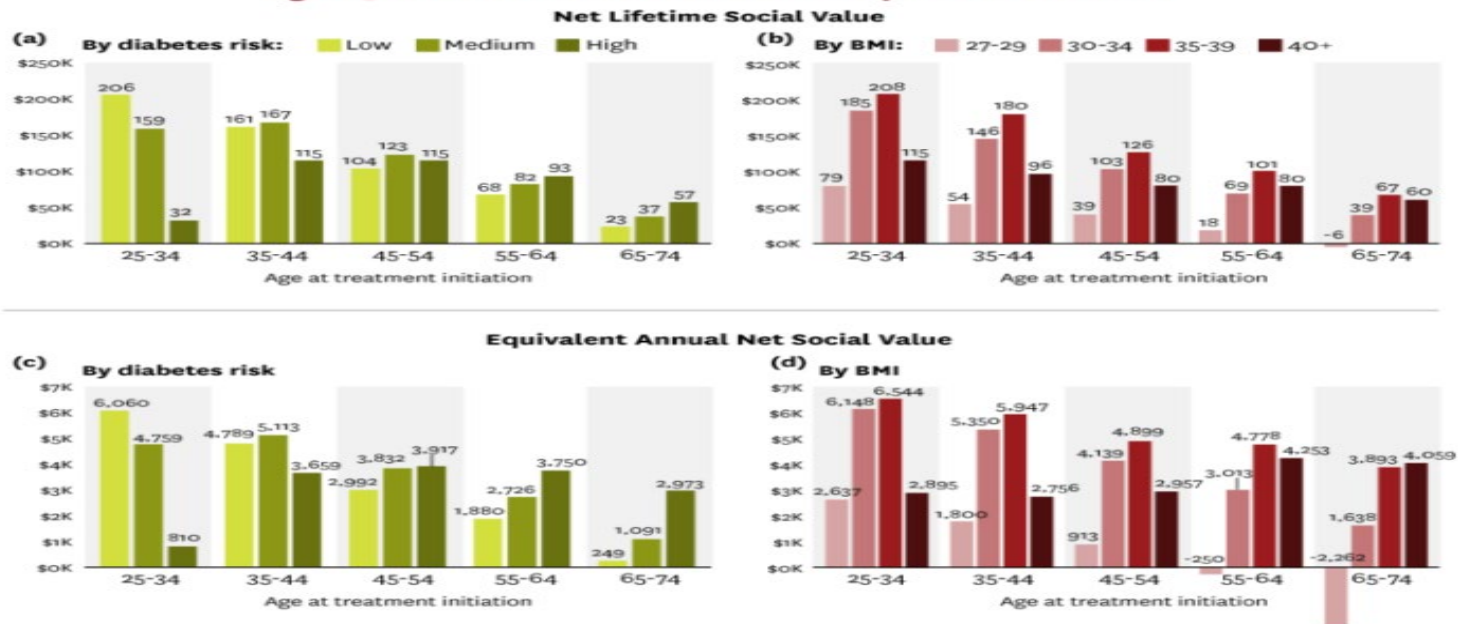 Net Lifetime Social Value
(a) By diabetes risk: Low Medium High
$250K
$200K
$150K
$100K
$50K
$0K
206 159 32
161 167 115
104 123 115
68 82 93
23 37 57
25-34 35-44 45-54 55-64 65-74
Age at treatment initiation
(b) By BMI: 27-29 30-34 35-39 40+
$250K
$200K
$150K
$100K
$50K
$0K
79 185 208 115
54 146 180 96
39 103 126 80
18 69 101 80
-6 39 67 60
25-34 35-44 45-54 55-64 65-74
Age at treatment initiation
Equivalent Annual Net Social Value
(c) By diabetes risk
$7K
$6K
$5K
$4K
$3K
$2K
$1K
$0K
6,060 4,759 810
4,789 5,113 3,659
2,992 3,832 3,917
1,880 2,726 3,750
249 1,091 2,973
25-34 35-44 45-54 55-64 65-74
Age at treatment initiation
(d) By BMI
$7K
$6K
$5K
$4K
$3K
$2K
$1K
$0K
2,637 6,148 6,544 2,895
1,800 5,350 5,947 2,756
913 4,139 4,899 2,957
-250 3,013 4,778 4,253
-2,262 1,638 3,893 4,059
25-34 35-44 45-54 55-64 65-74
Age at treatment initiation